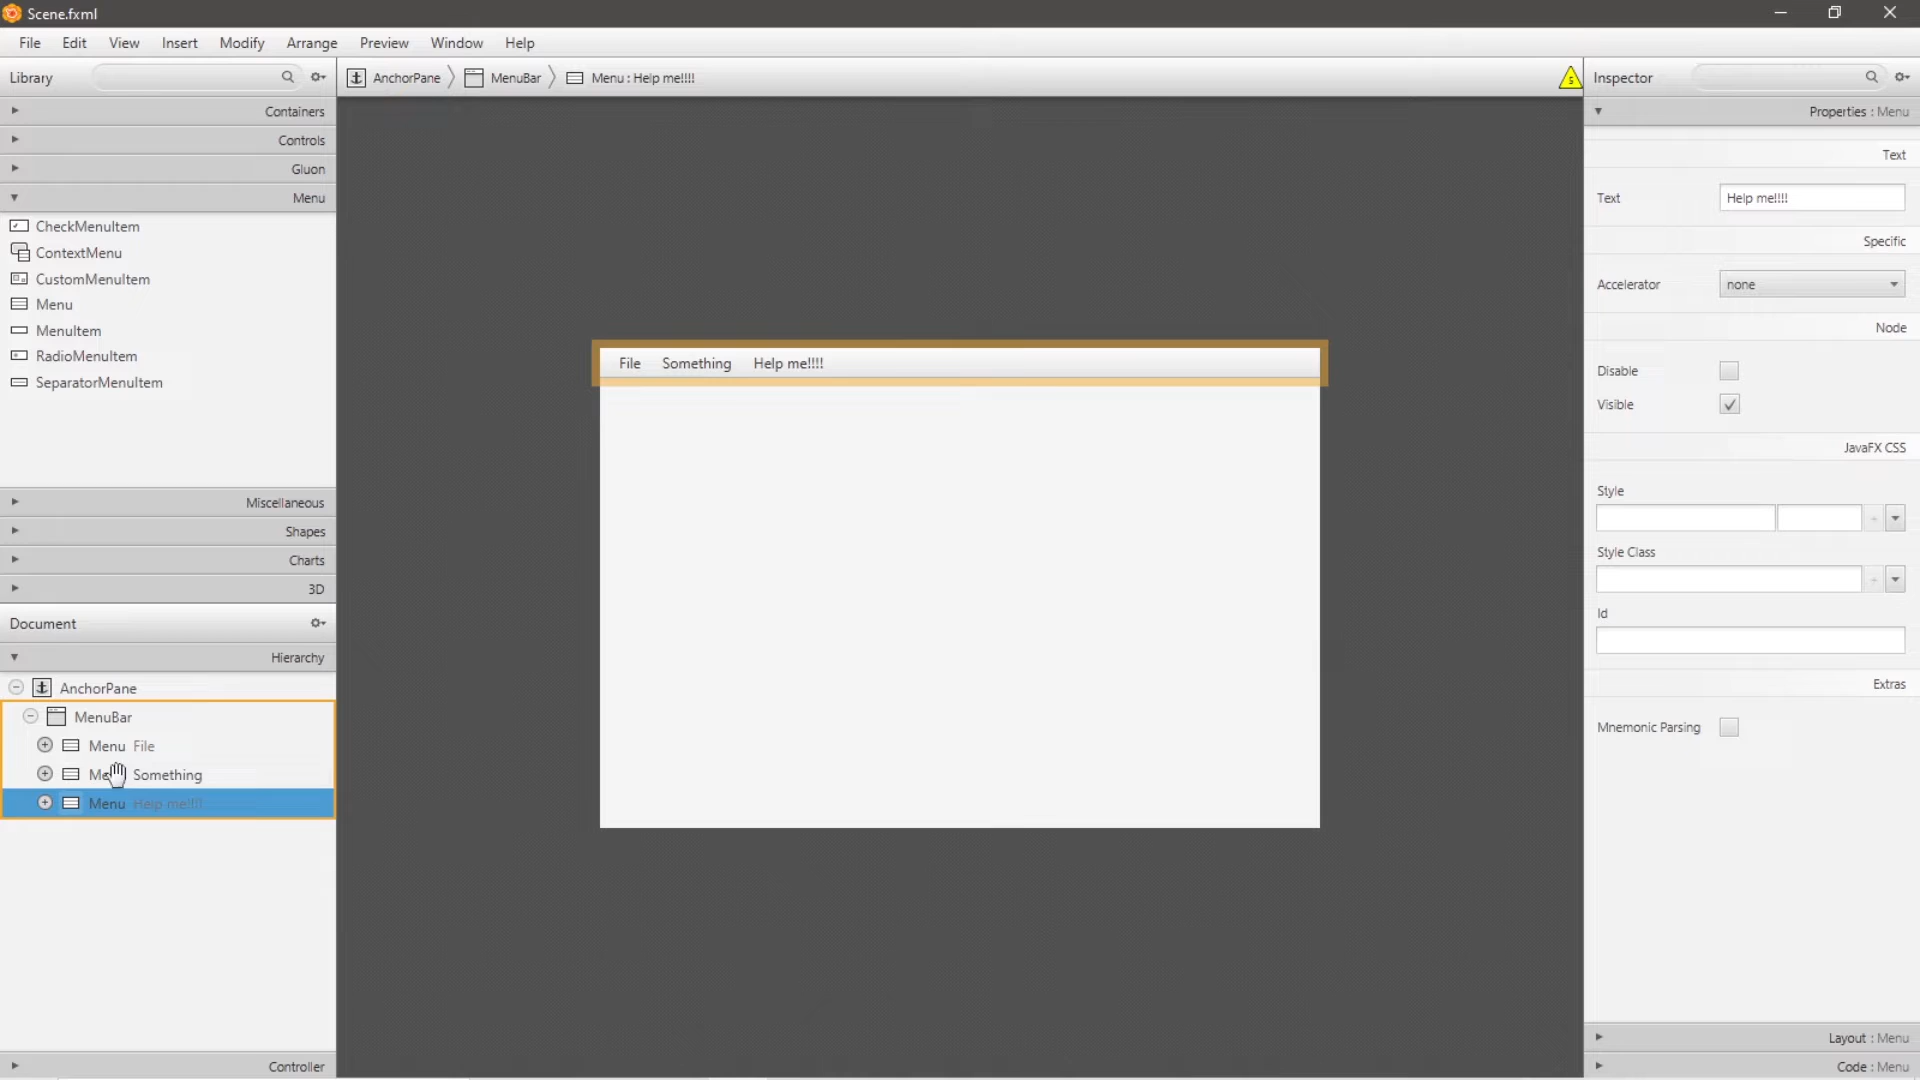 Scene.fxml
File Edit View Insert Modify Arrange Preview Window Help
Library
AnchorPane MenuBar Menu : Help me!!!!
5
Inspector
Containers
Controls
Gluon
Menu
CheckMenuItem
ContextMenu
CustomMenuItem
Menu
MenuItem
RadioMenuItem
SeparatorMenuItem
Miscellaneous
Shapes
Charts
3D
Document
Hierarchy
AnchorPane
MenuBar
Menu File
Something
Menu Help me!!!!
Controller
File Something Help me!!!!
Properties : Menu
Text
Text Help me!!!!
Specific
Accelerator none
Node
Disable
Visible
JavaFX CSS
Style
Style Class
Id
Extras
Mnemonic Parsing
Layout : Menu
Code : Menu